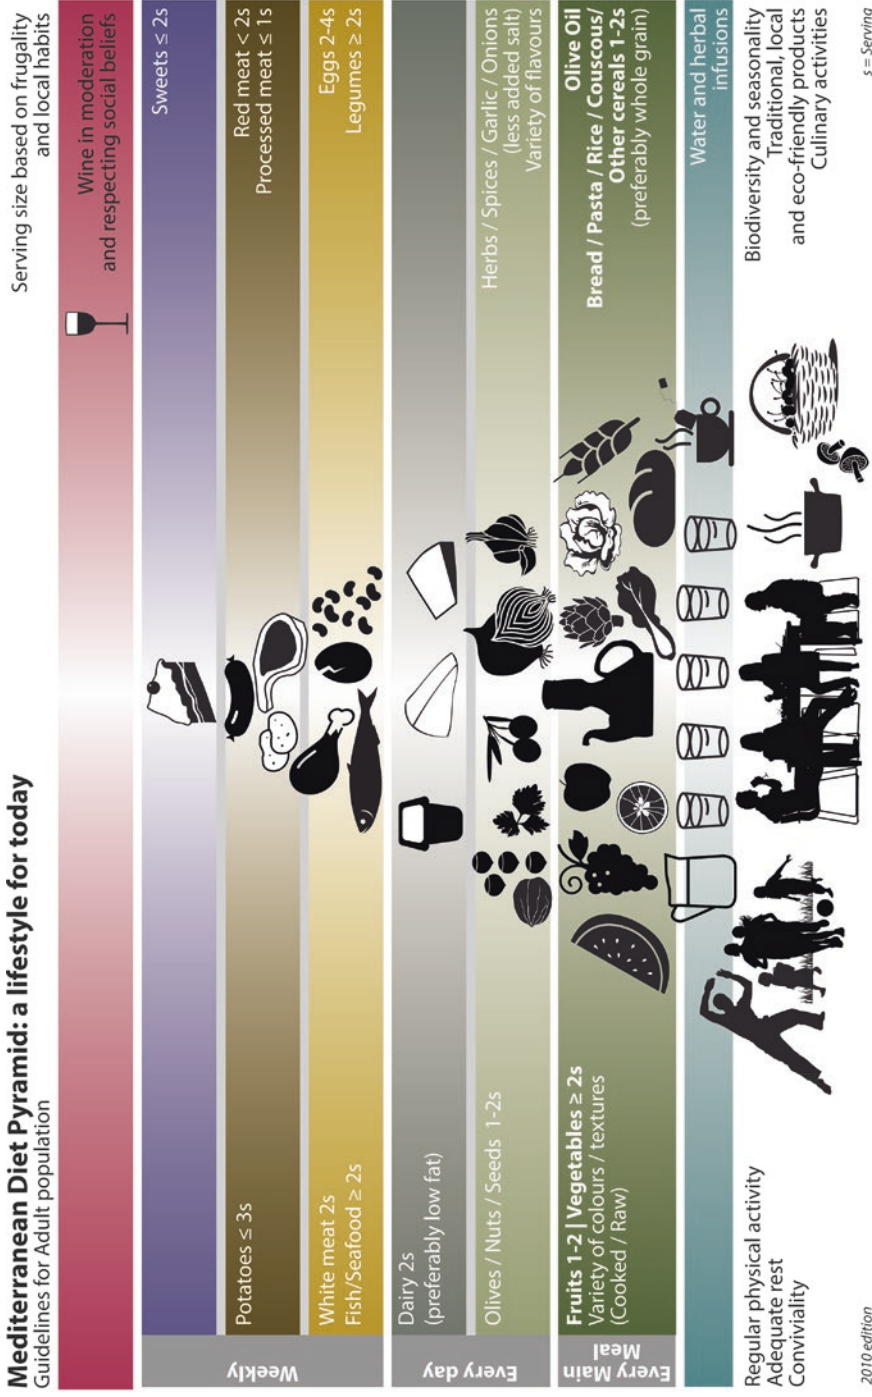 Mediterranean Diet Pyramid: a lifestyle for today
Guidelines for Adult population
Serving size based on frugality
and local habits
Wine in moderation
and respecting social beliefs
Weekly
Sweets ≤ 2s
Potatoes ≤ 3s
Red meat < 2s
Processed meat ≤ 1s
White meat 2s
Fish/Seafood ≥ 2s
Eggs 2-4s
Legumes ≥ 2s
Every day
Dairy 2s
(preferably low fat)
Olives / Nuts / Seeds 1-2s
Herbs / Spices / Garlic / Onions
(less added salt)
Variety of flavours
Every Main
Meal
Fruits 1-2 | Vegetables ≥ 2s
Variety of colours / textures
(Cooked / Raw)
Olive Oil
Bread / Pasta / Rice / Couscous/
Other cereals 1-2s
(preferably whole grain)
Water and herbal
infusions
Regular physical activity
Adequate rest
Conviviality
Biodiversity and seasonality
Traditional, local
and eco-friendly products
Culinary activities
2010 edition
s = Serving